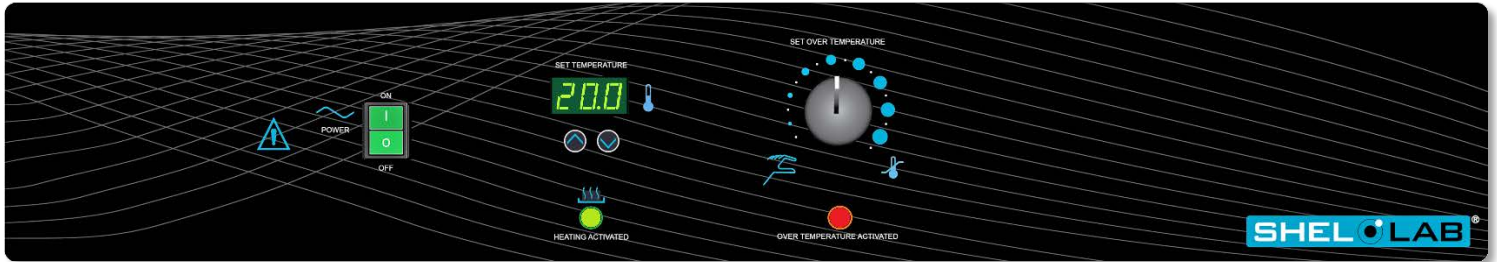 SET OVER TEMPERATURE
SET TEMPERATURE
20.0
ON
I
POWER
O
OFF
HEATING ACTIVATED
OVER TEMPERATURE ACTIVATED
SHEL LAB®